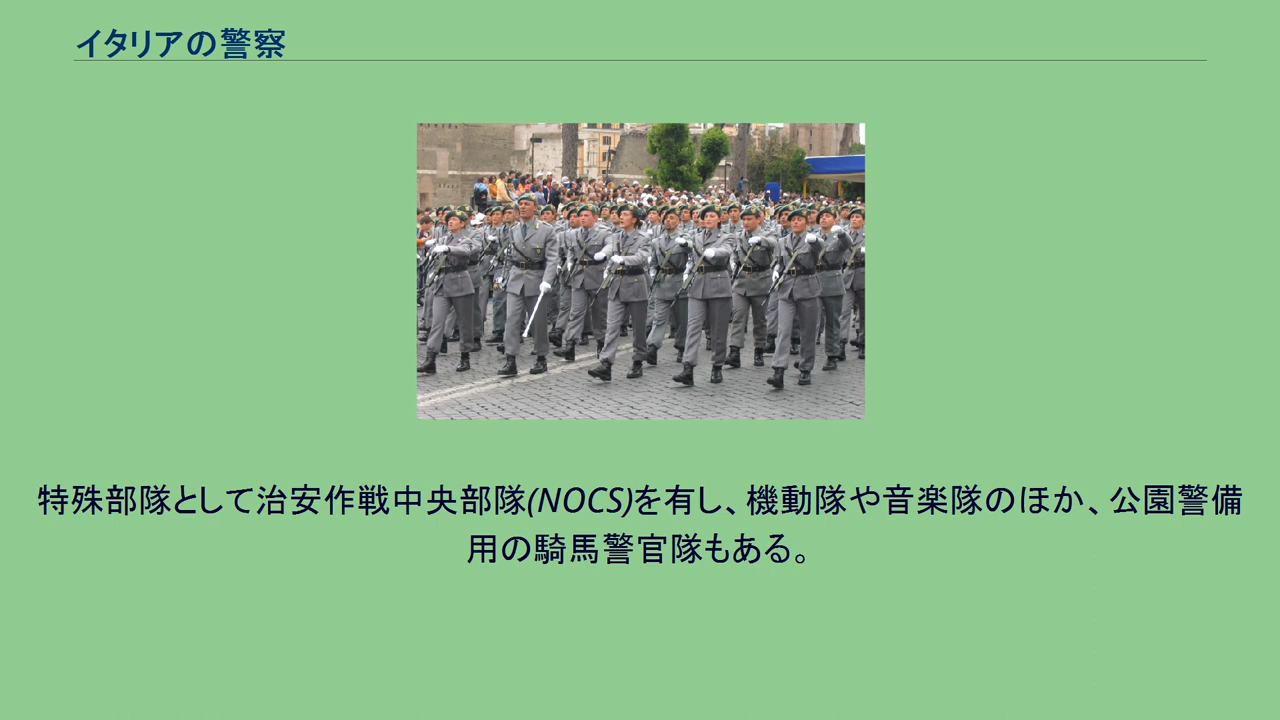 イタリアの警察
特殊部隊として治安作戦中央部隊(NOCS)を有し、機動隊や音楽隊のほか、公園警備
用の騎馬警官隊もある。